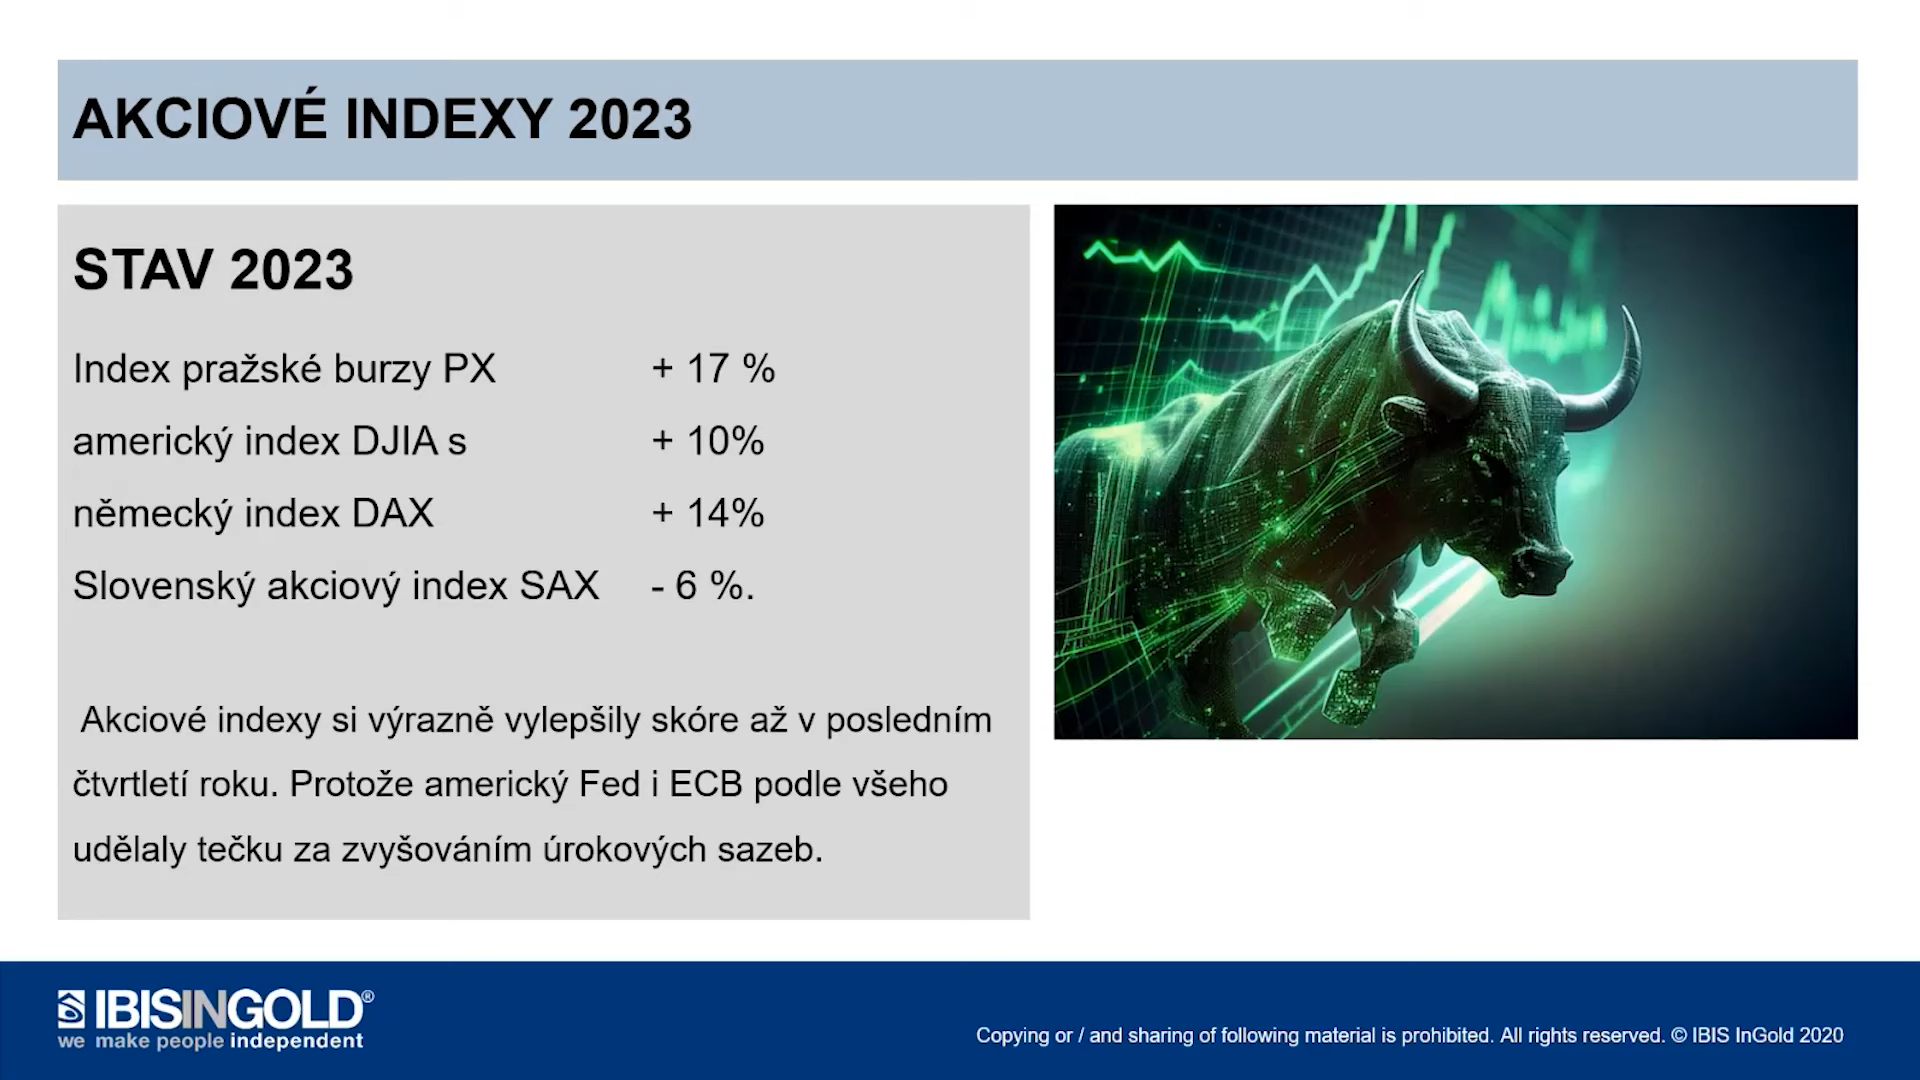 AKCIOVÉ INDEXY 2023
STAV 2023
Index pražské burzy PX + 17 %
americký index DJIA s + 10%
německý index DAX + 14%
Slovenský akciový index SAX - 6 %.
Akciové indexy si výrazně vylepšily skóre až v posledním
čtvrtletí roku. Protože americký Fed i ECB podle všeho
udělaly tečku za zvyšováním úrokových sazeb.
IBISINGOLD®
we make people independent
Copying or / and sharing of following material is prohibited. All rights reserved. © IBIS InGold 2020